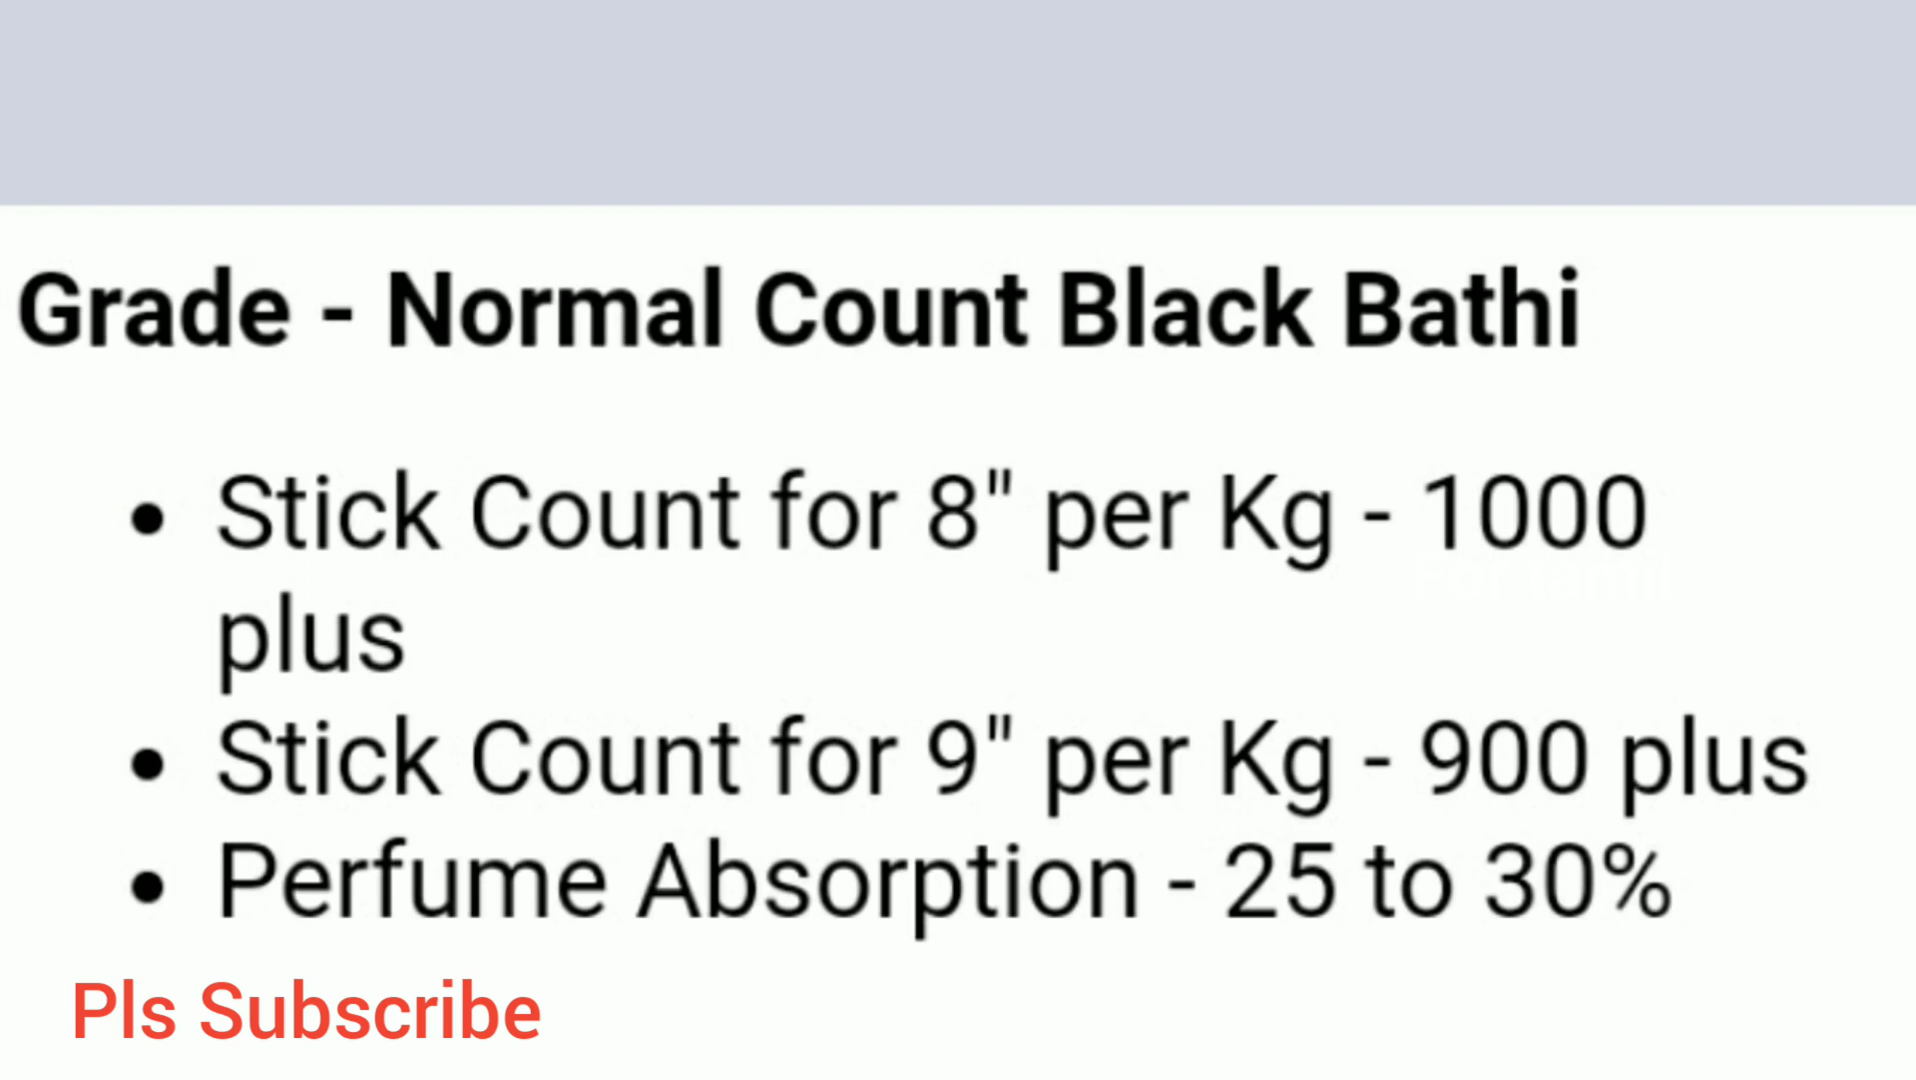 Grade - Normal Count Black Bathi
• Stick Count for 8" per Kg - 1000
plus
• Stick Count for 9" per Kg - 900 plus
• Perfume Absorption - 25 to 30%
Pls Subscribe